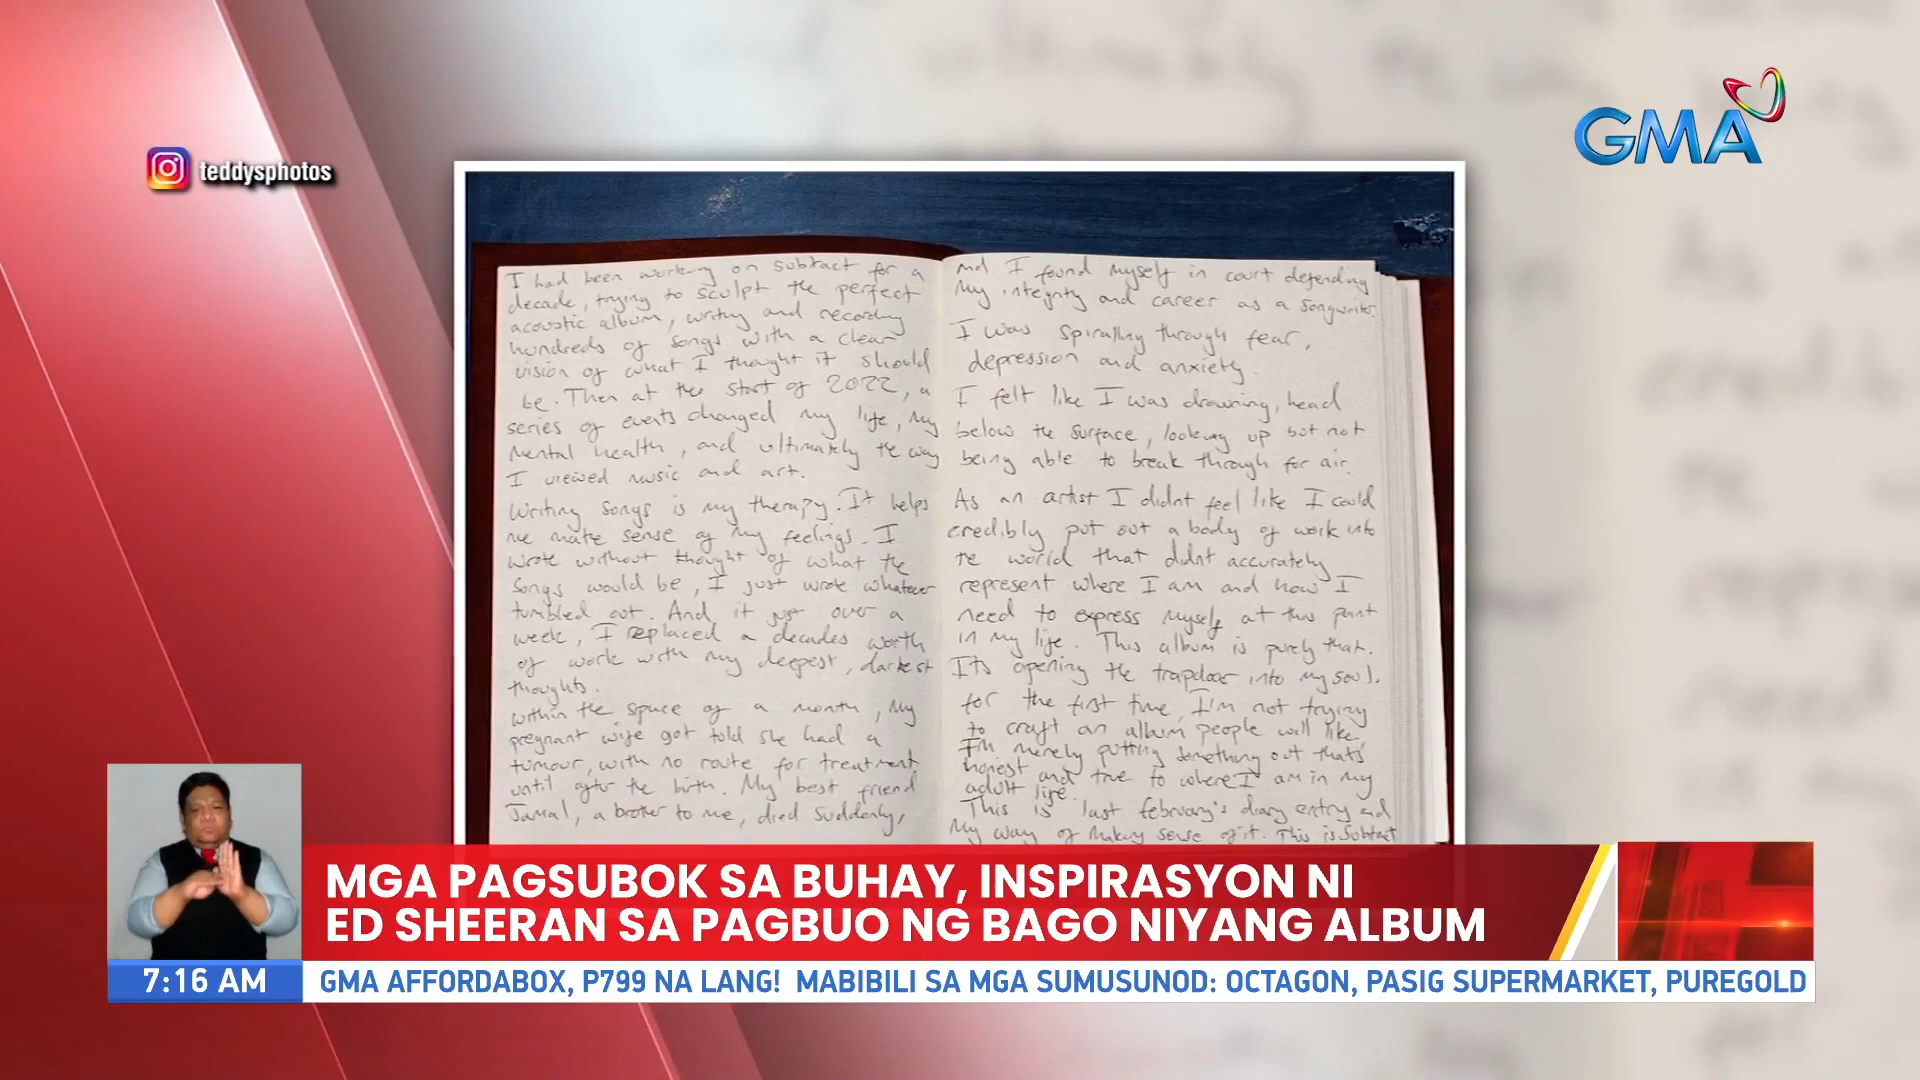 GMA
teddysphotos
I had been working on subtract for a
decade, trying to sculpt the perfect
acoustic album, writing and recording
hundreds of songs with a clear
vision of what I thought it should
be. Then at the start of 2022, a
series of events changed my life, my
mental health, and ultimately the way
I viewed music and art.
Writing songs is my therapy. It helps
me make sense of my feelings. I
wrote without thought of what the
songs would be, I just wrote whatever
tumbled out. And in just over a
week, I replaced a decades worth
of work with my deepest, darkest
thoughts.
within the space of a month, my
pregnant wife got told she had a
tumour, with no route for treatment
until after the birth. My best friend
Jamal, a brother to me, died suddenly,
and I found myself in court defending
my integrity and career as a songwriter.
I was spiralling through fear,
depression and anxiety.
I felt like I was drowning, head
below the surface, looking up but not
being able to break through for air.
As an artist I didnt feel like I could
credibly put out a body of work into
the world that didnt accurately
represent where I am and how I
need to express myself at this point
in my life. This album is purely that.
Its opening the trapdoor into my soul.
for the first time, I'm not trying
to craft an album people will like
I'm merely putting something out thats
honest and true to where I am in my
adult life.
This is last february's diary entry and
my way of making sense of it. This is Subtract
MGA PAGSUBOK SA BUHAY, INSPIRASYON NI
ED SHEERAN SA PAGBUO NG BAGO NIYANG ALBUM
7:16 AM
GMA AFFORDABOX, P799 NA LANG! MABIBILI SA MGA SUMUSUNOD: OCTAGON, PASIG SUPERMARKET, PUREGOLD